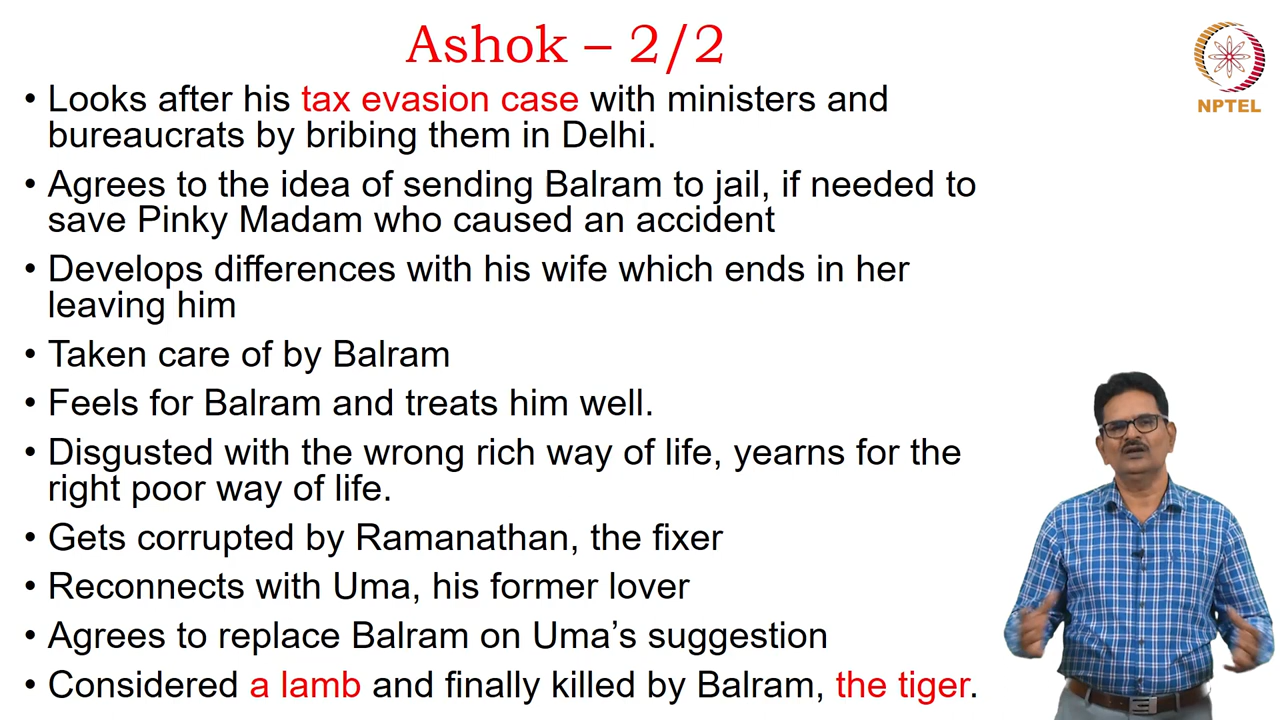 Ashok – 2/2
NPTEL
• Looks after his tax evasion case with ministers and
bureaucrats by bribing them in Delhi.
• Agrees to the idea of sending Balram to jail, if needed to
save Pinky Madam who caused an accident
• Develops differences with his wife which ends in her
leaving him
• Taken care of by Balram
• Feels for Balram and treats him well.
• Disgusted with the wrong rich way of life, yearns for the
right poor way of life.
• Gets corrupted by Ramanathan, the fixer
• Reconnects with Uma, his former lover
• Agrees to replace Balram on Uma’s suggestion
• Considered a lamb and finally killed by Balram, the tiger.